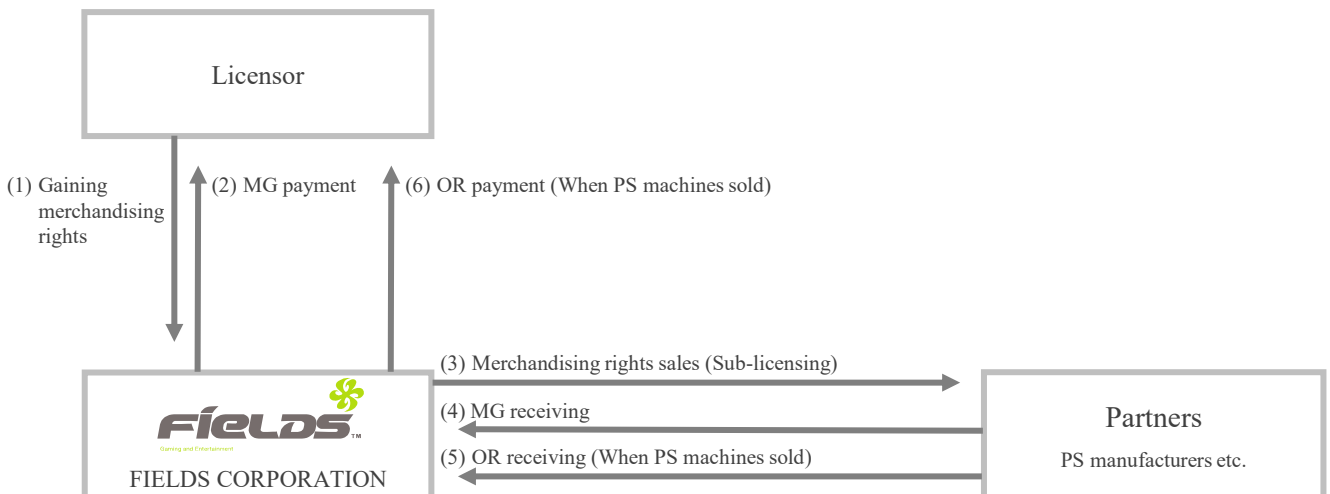 Licensor
(1) Gaining
merchandising
rights
(2) MG payment
(6) OR payment (When PS machines sold)
(3) Merchandising rights sales (Sub-licensing)
(4) MG receiving
(5) OR receiving (When PS machines sold)
FIELDS™
Gaming and Entertainment
FIELDS CORPORATION
Partners
PS manufacturers etc.